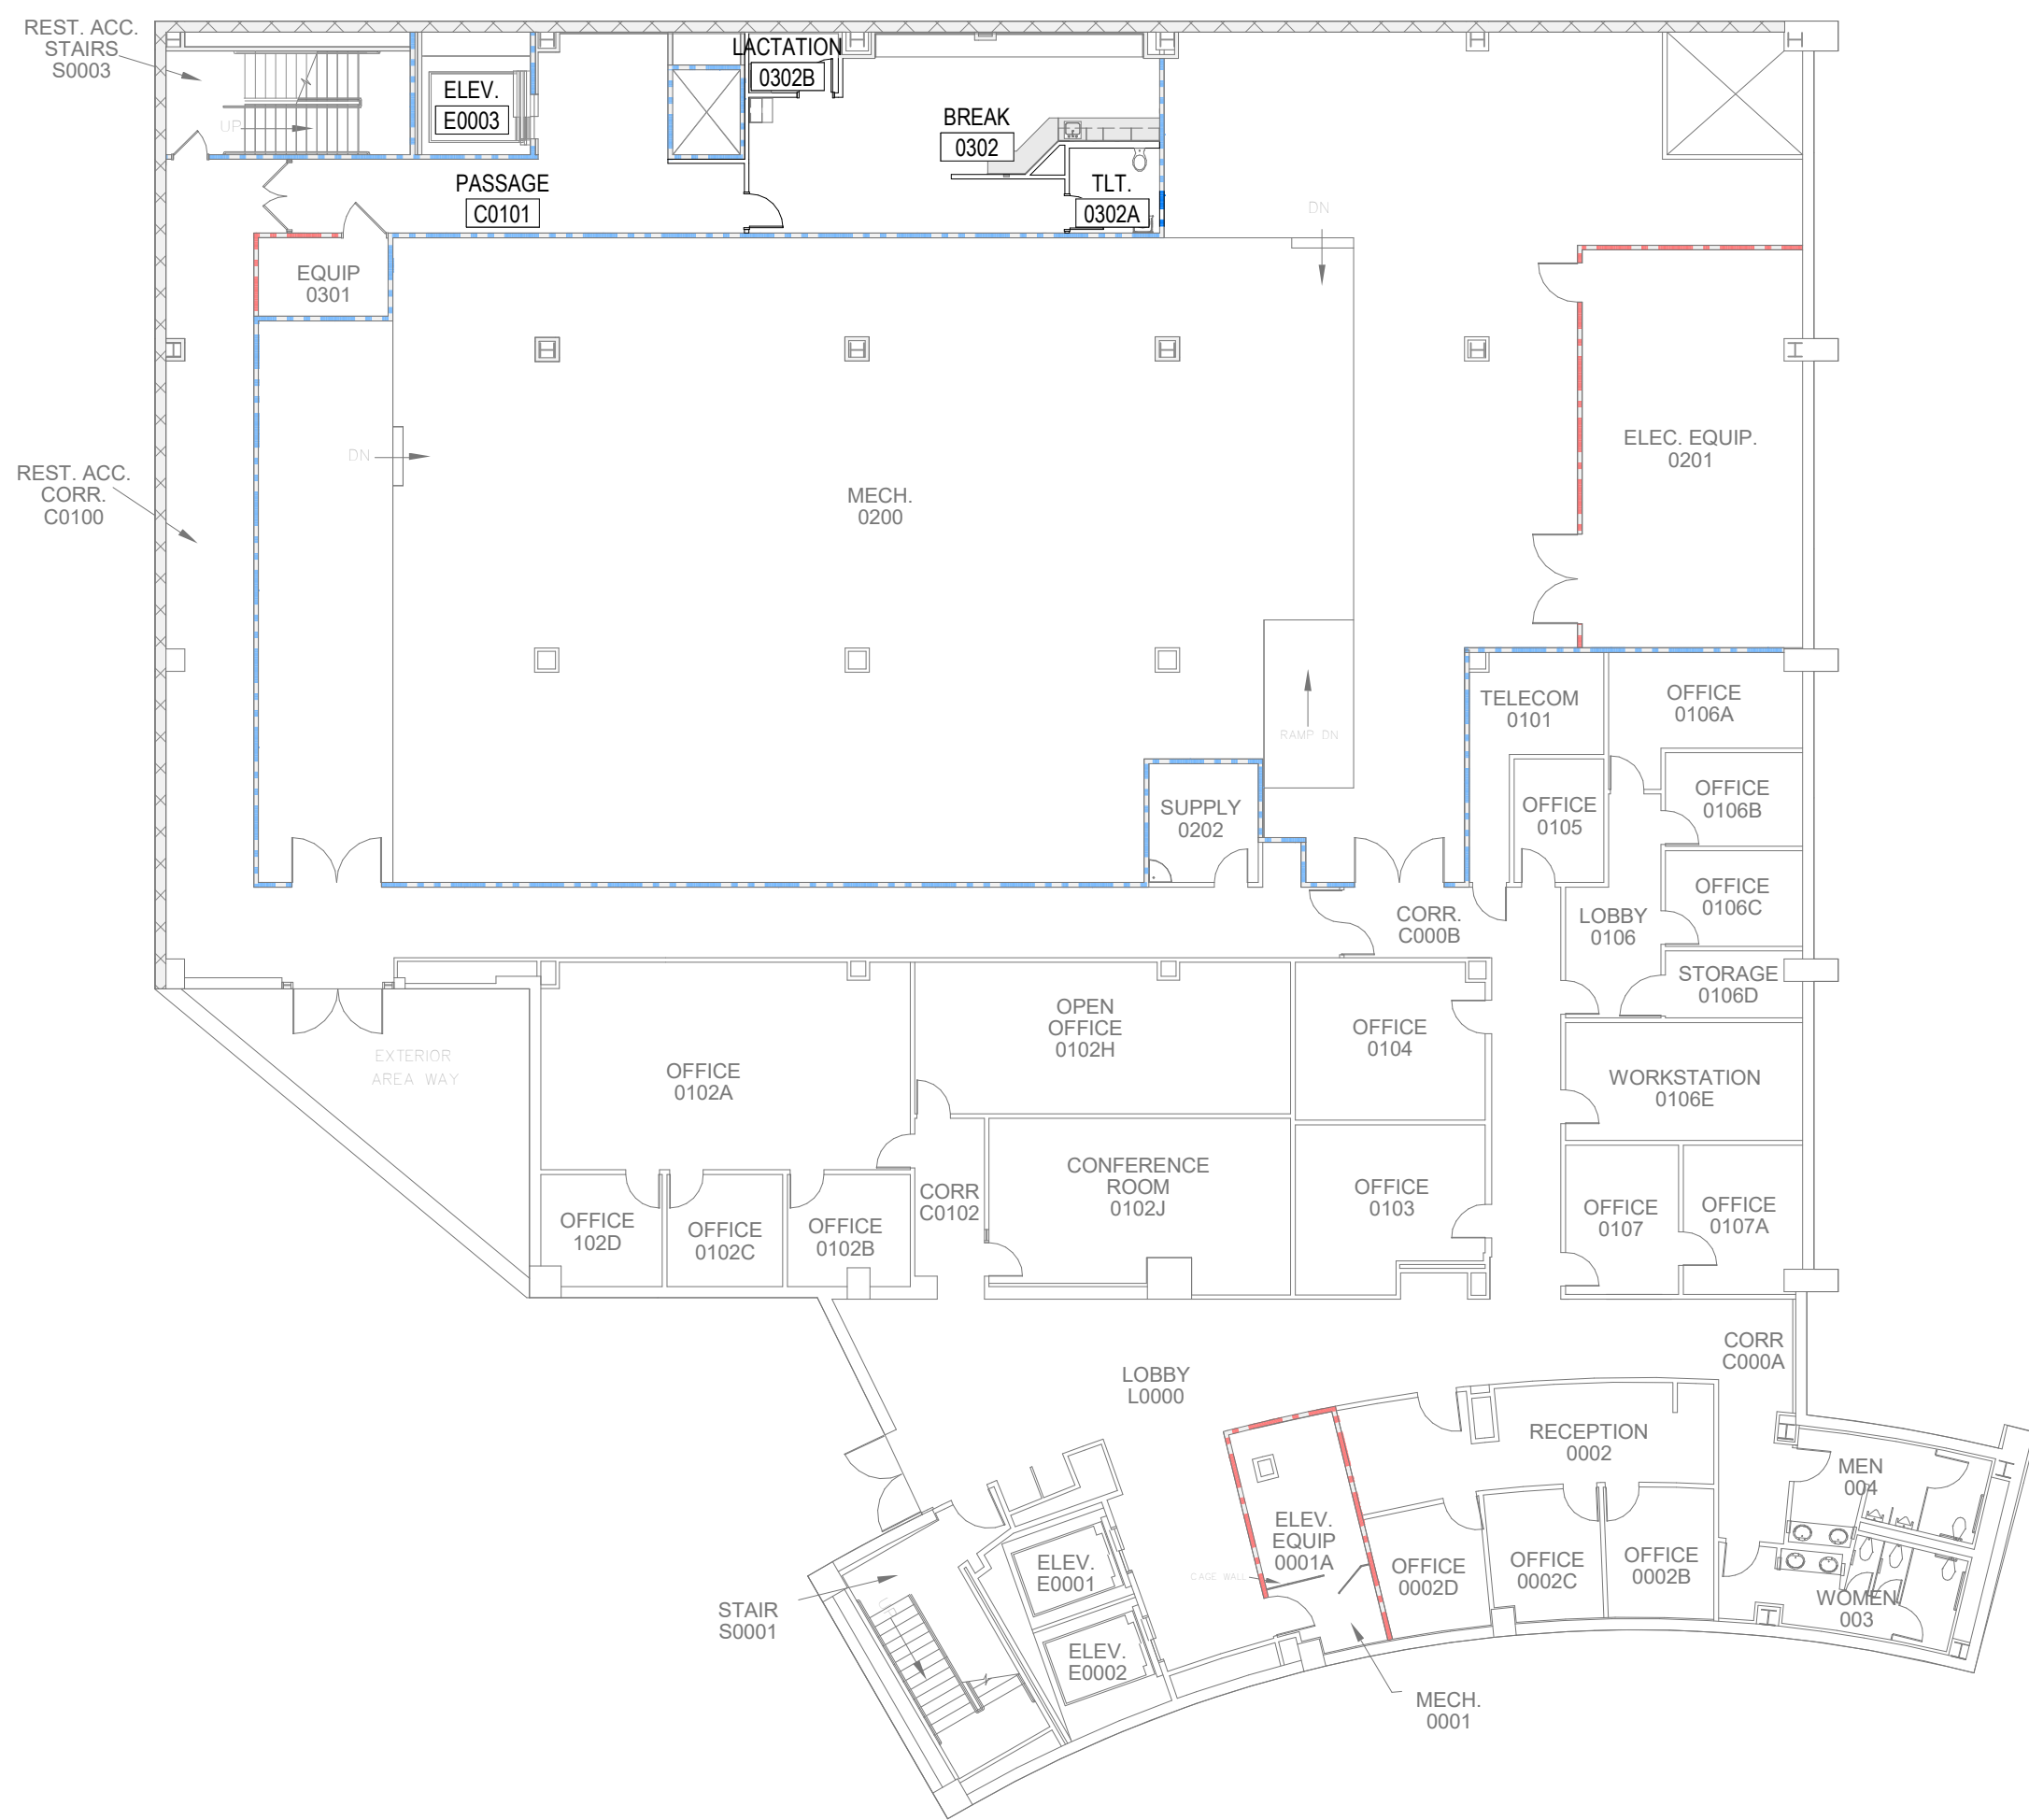 REST. ACC.
STAIRS
S0003
UP
ELEV.
E0003
LACTATION
0302B
BREAK
0302
PASSAGE
C0101
TLT.
0302A
DN
EQUIP
0301
REST. ACC.
CORR.
C0100
DN
MECH.
0200
ELEC. EQUIP.
0201
TELECOM
0101
OFFICE
0106A
RAMP DN
SUPPLY
0202
OFFICE
0105
OFFICE
0106B
OFFICE
0106C
CORR.
C000B
LOBBY
0106
STORAGE
0106D
EXTERIOR
AREA WAY
OFFICE
0102A
OPEN
OFFICE
0102H
OFFICE
0104
WORKSTATION
0106E
OFFICE
102D
OFFICE
0102C
OFFICE
0102B
CORR
C0102
CONFERENCE
ROOM
0102J
OFFICE
0103
OFFICE
0107
OFFICE
0107A
LOBBY
L0000
CORR
C000A
RECEPTION
0002
MEN
004
ELEV.
EQUIP
0001A
CAGE WALL
OFFICE
0002D
OFFICE
0002C
OFFICE
0002B
WOMEN
003
ELEV.
E0001
ELEV.
E0002
STAIR
S0001
UP
MECH.
0001